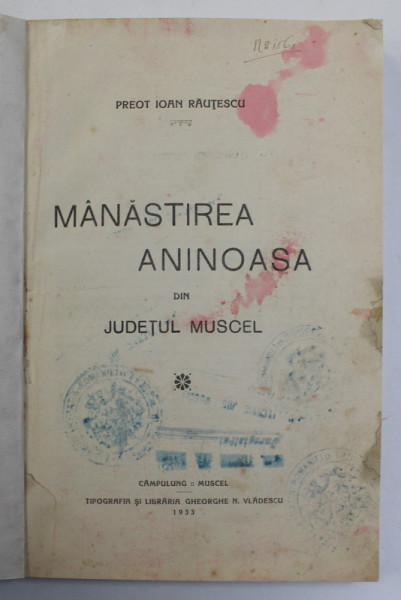 PREOT IOAN RĂUȚESCU
MÂNĂSTIREA
ANINOASA
DIN
JUDEȚUL MUSCEL
CÂMPULUNG :: MUSCEL
TIPOGRAFIA ȘI LIBRĂRIA GHEORGHE N. VLĂDESCU
1933